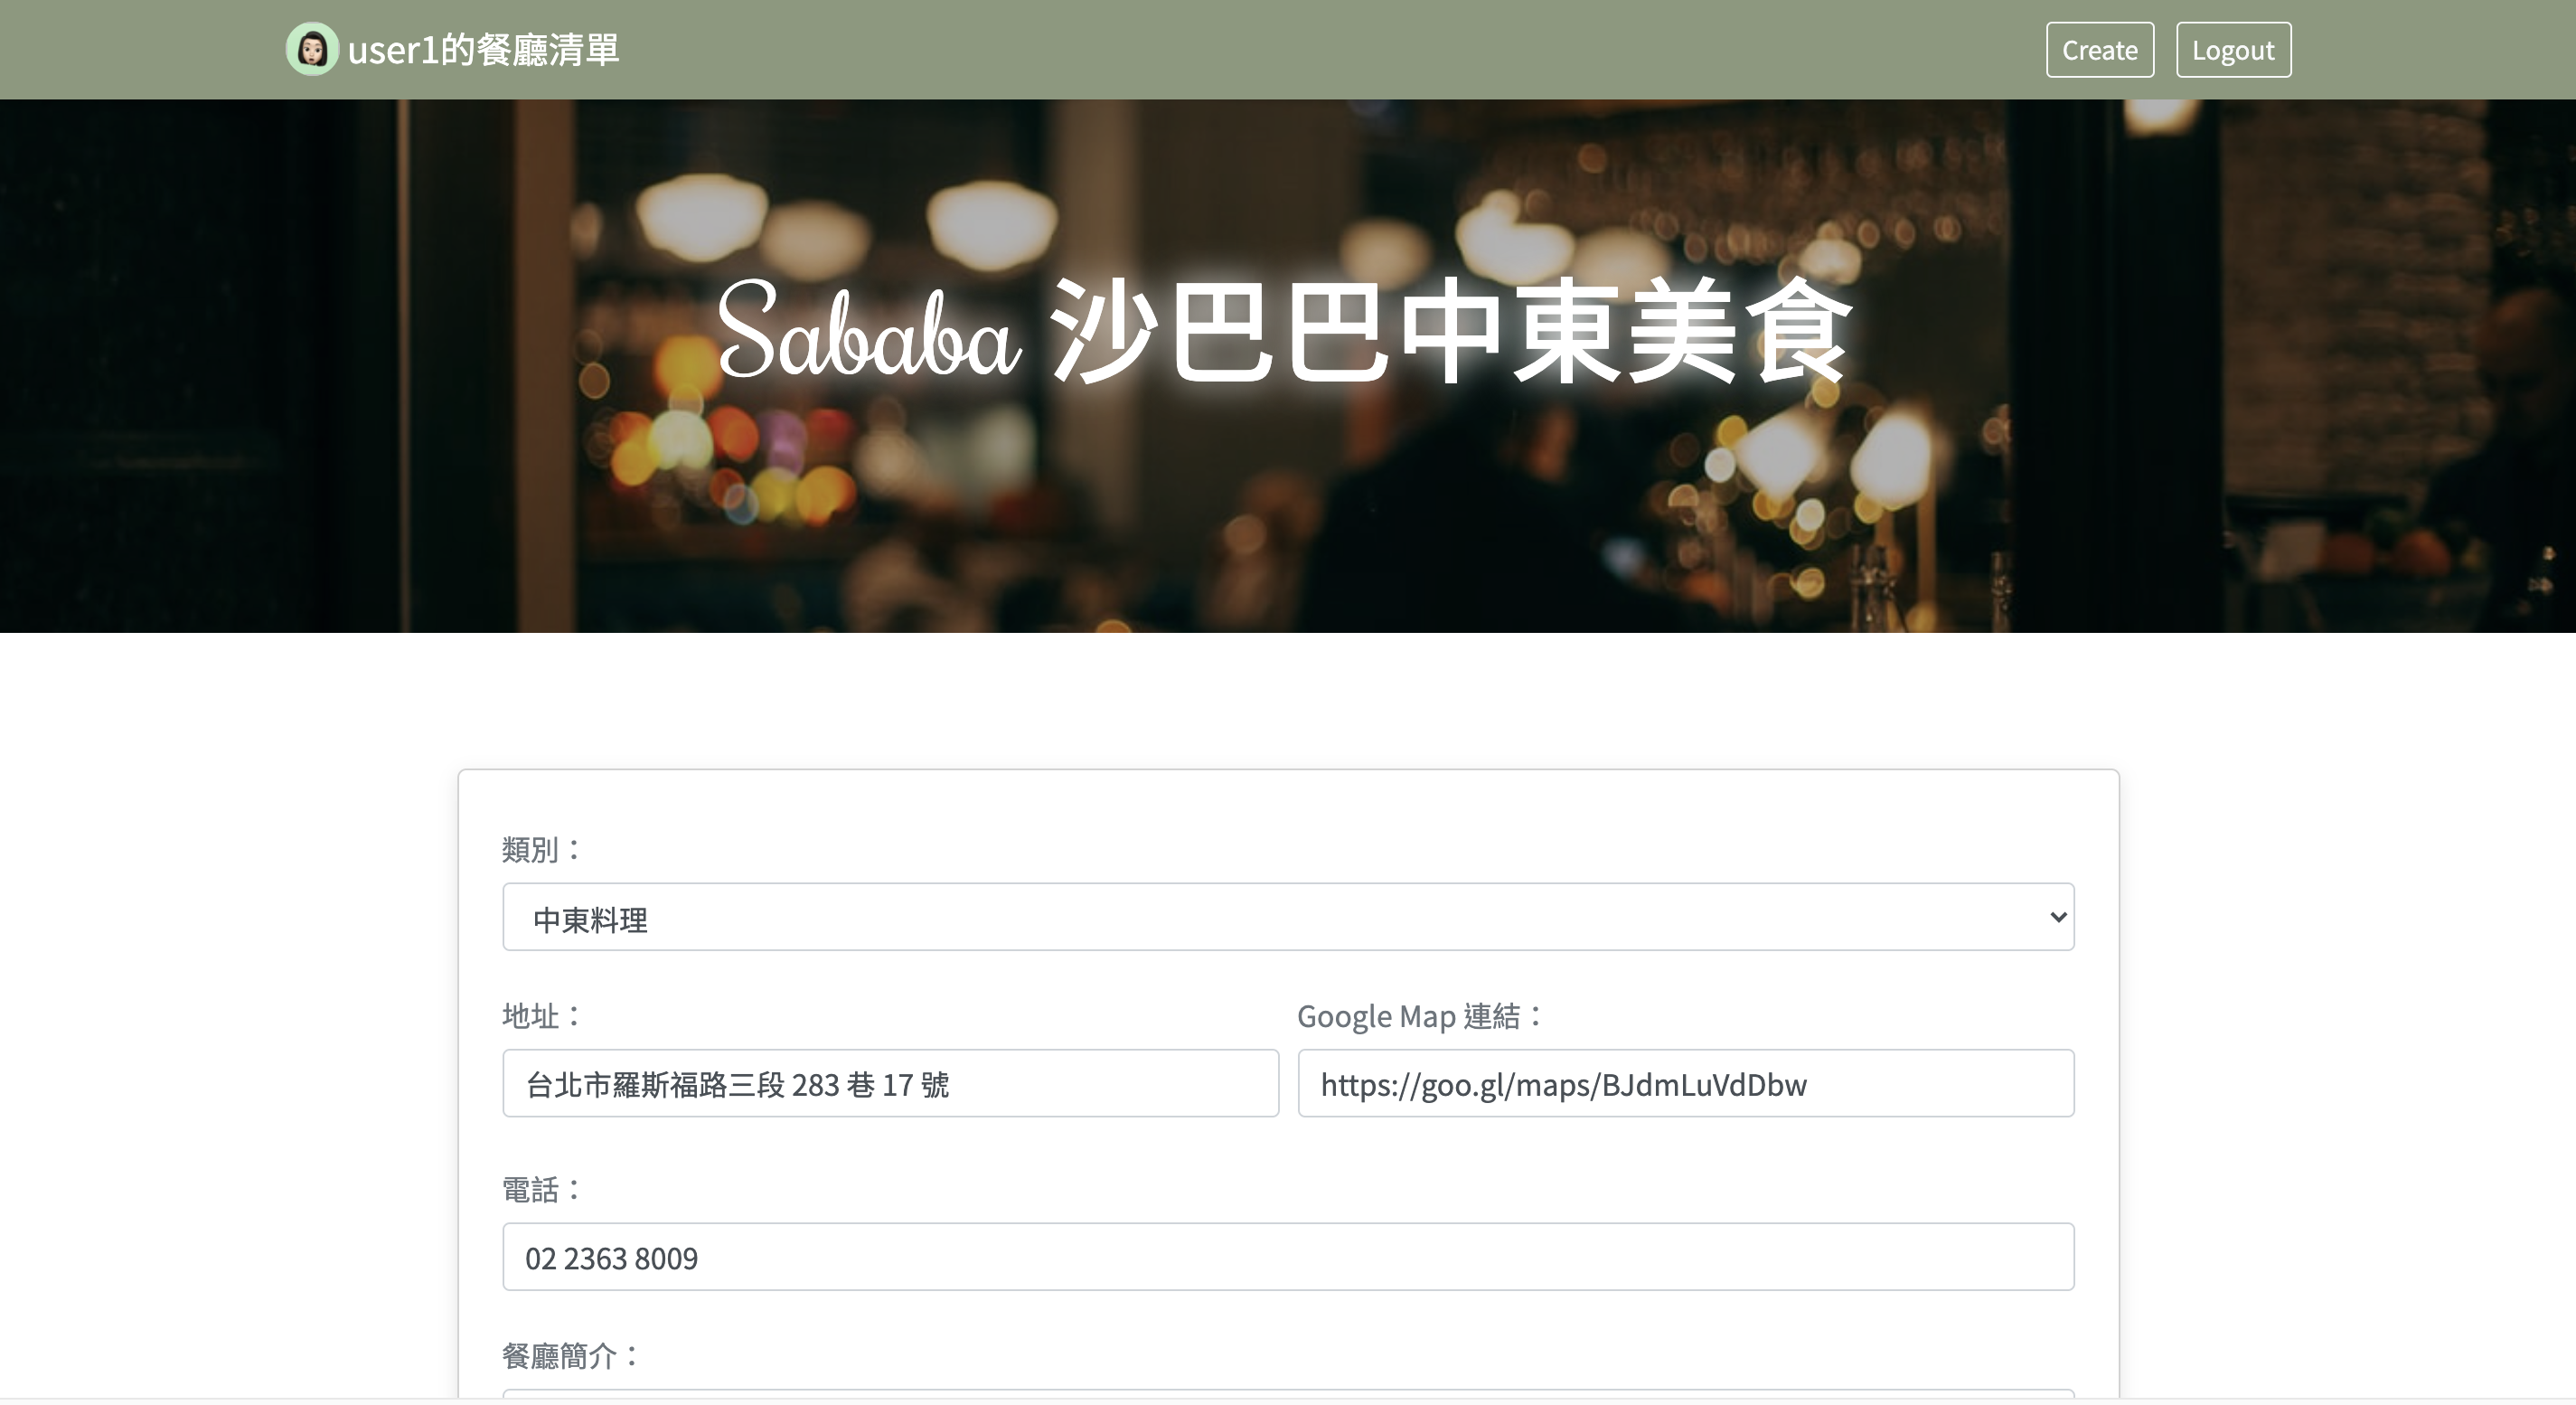 user1的餐廳清單
Create
Logout
Sababa 沙巴巴中東美食
類別：
中東料理
地址：
Google Map 連結：
台北市羅斯福路三段 283 巷 17 號
https://goo.gl/maps/BJdmLuVdDbw
電話：
02 2363 8009
餐廳簡介：